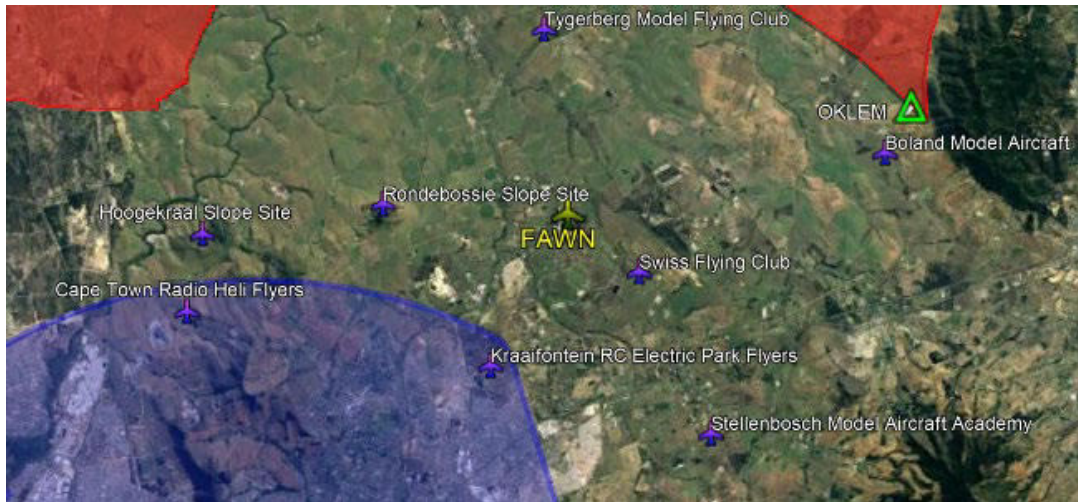 Tygerberg Model Flying Club
OKLEM
Boland Model Aircraft
Rondebossie Slope Site
Hoogekraal Slope Site
FAWN
Swiss Flying Club
Cape Town Radio Heli Flyers
Kraaifontein RC Electric Park Flyers
Stellenbosch Model Aircraft Academy